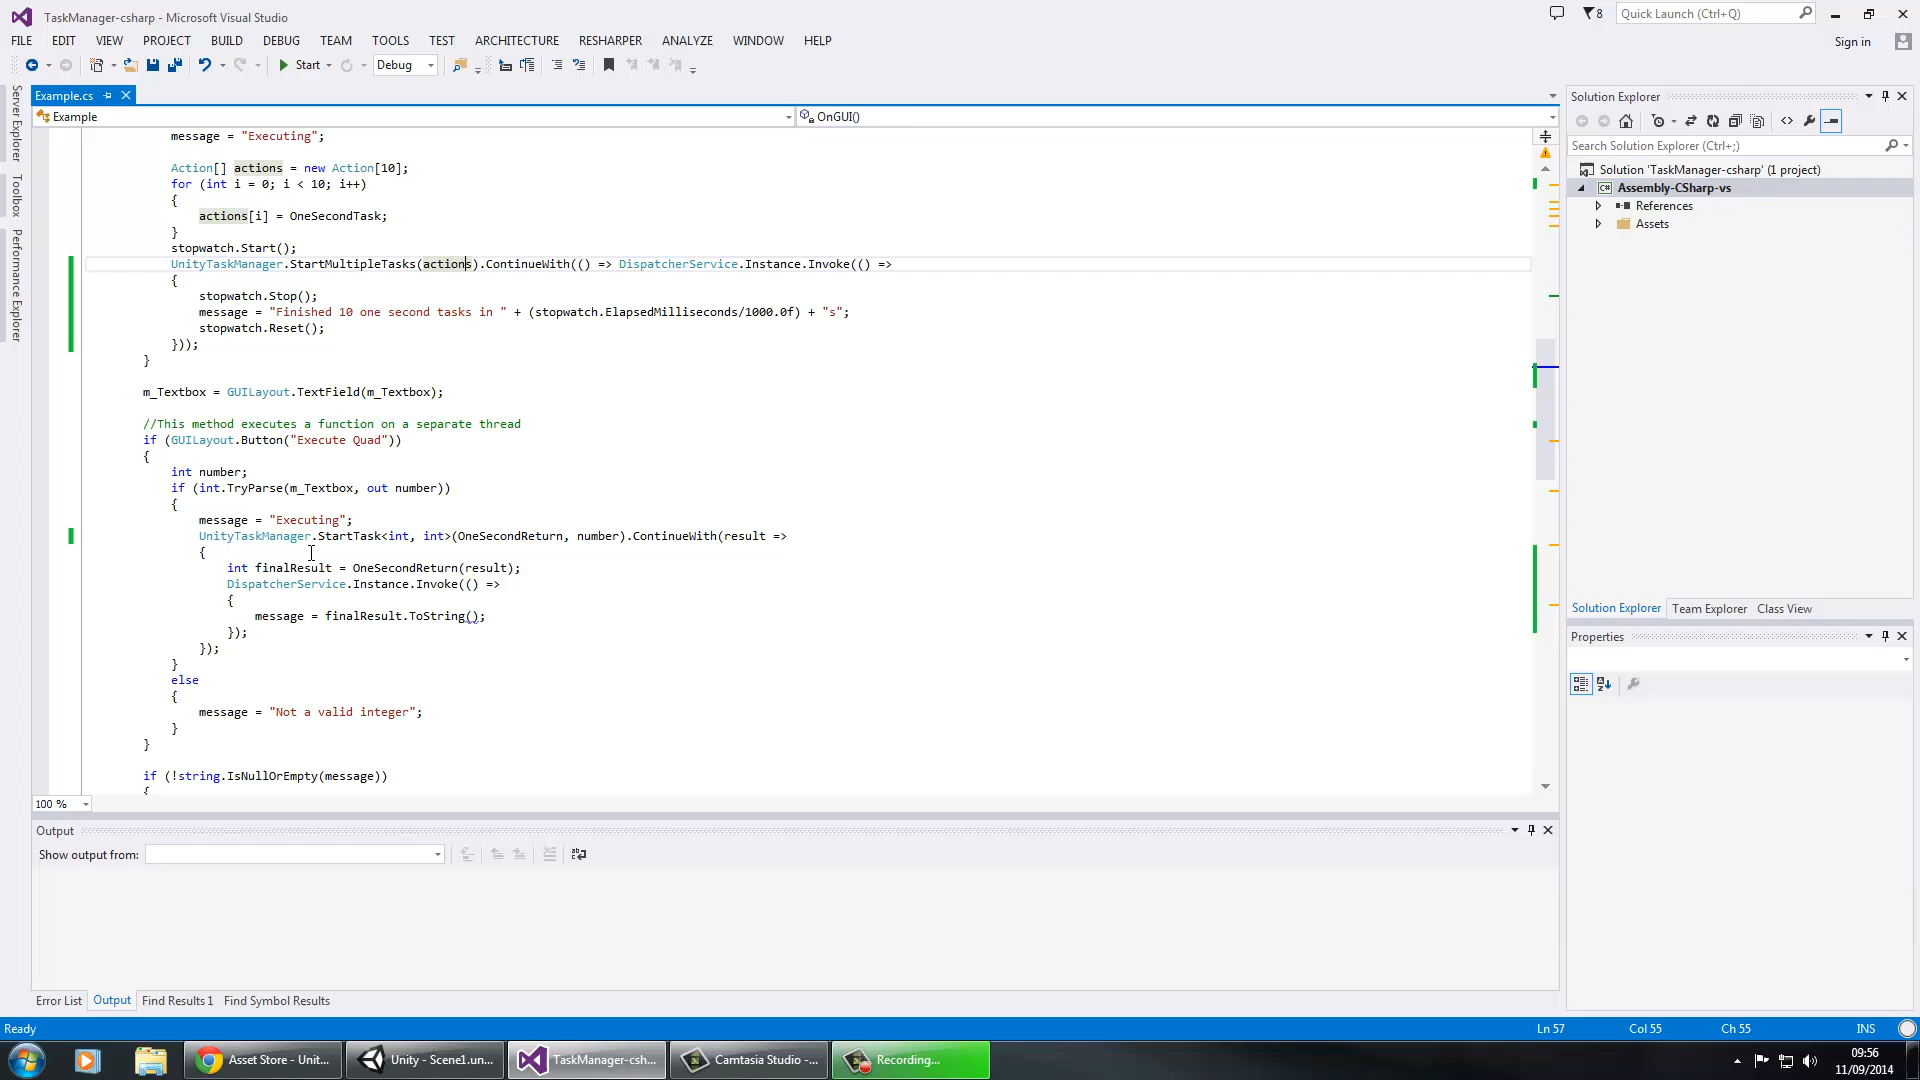 TaskManager-csharp - Microsoft Visual Studio
8
Quick Launch (Ctrl+Q)
FILE EDIT VIEW PROJECT BUILD DEBUG TEAM TOOLS TEST ARCHITECTURE RESHARPER ANALYZE WINDOW HELP
Sign in
Start Debug
Server Explorer
Toolbox
Performance Explorer
Example.cs
Example OnGUI()
message = "Executing";
Action[] actions = new Action[10];
for (int i = 0; i < 10; i++)
{
actions[i] = OneSecondTask;
}
stopwatch.Start();
UnityTaskManager.StartMultipleTasks(actions).ContinueWith(() => DispatcherService.Instance.Invoke(() =>
{
stopwatch.Stop();
message = "Finished 10 one second tasks in " + (stopwatch.ElapsedMilliseconds/1000.0f) + "s";
stopwatch.Reset();
}));
}
m_Textbox = GUILayout.TextField(m_Textbox);
//This method executes a function on a separate thread
if (GUILayout.Button("Execute Quad"))
{
int number;
if (int.TryParse(m_Textbox, out number))
{
message = "Executing";
UnityTaskManager.StartTask<int, int>(OneSecondReturn, number).ContinueWith(result =>
{
int finalResult = OneSecondReturn(result);
DispatcherService.Instance.Invoke(() =>
{
message = finalResult.ToString();
});
});
}
else
{
message = "Not a valid integer";
}
}
if (!string.IsNullOrEmpty(message))
{
100 %
Output
Show output from:
Error List Output Find Results 1 Find Symbol Results
Solution Explorer
Search Solution Explorer (Ctrl+;)
Solution 'TaskManager-csharp' (1 project)
C# Assembly-CSharp-vs
References
Assets
Solution Explorer Team Explorer Class View
Properties
Ready Ln 57 Col 55 Ch 55 INS
Asset Store - Unit... Unity - Scene1.un... TaskManager-csh... Camtasia Studio -... Recording...
09:56
11/09/2014